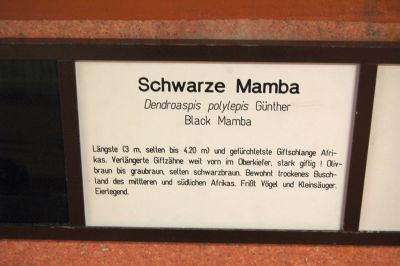 Schwarze Mamba
Dendroaspis polylepis Günther
Black Mamba
Längste (3 m, selten bis 4.20 m) und gefürchtetste Giftschlange Afri-
kas. Verlängerte Giftzähne weit vorn im Oberkiefer, stark giftig ! Oliv-
braun bis graubraun, selten schwarzbraun. Bewohnt trockenes Busch-
land des mittleren und südlichen Afrikas. Frißt Vögel und Kleinsäuger.
Eierlegend.